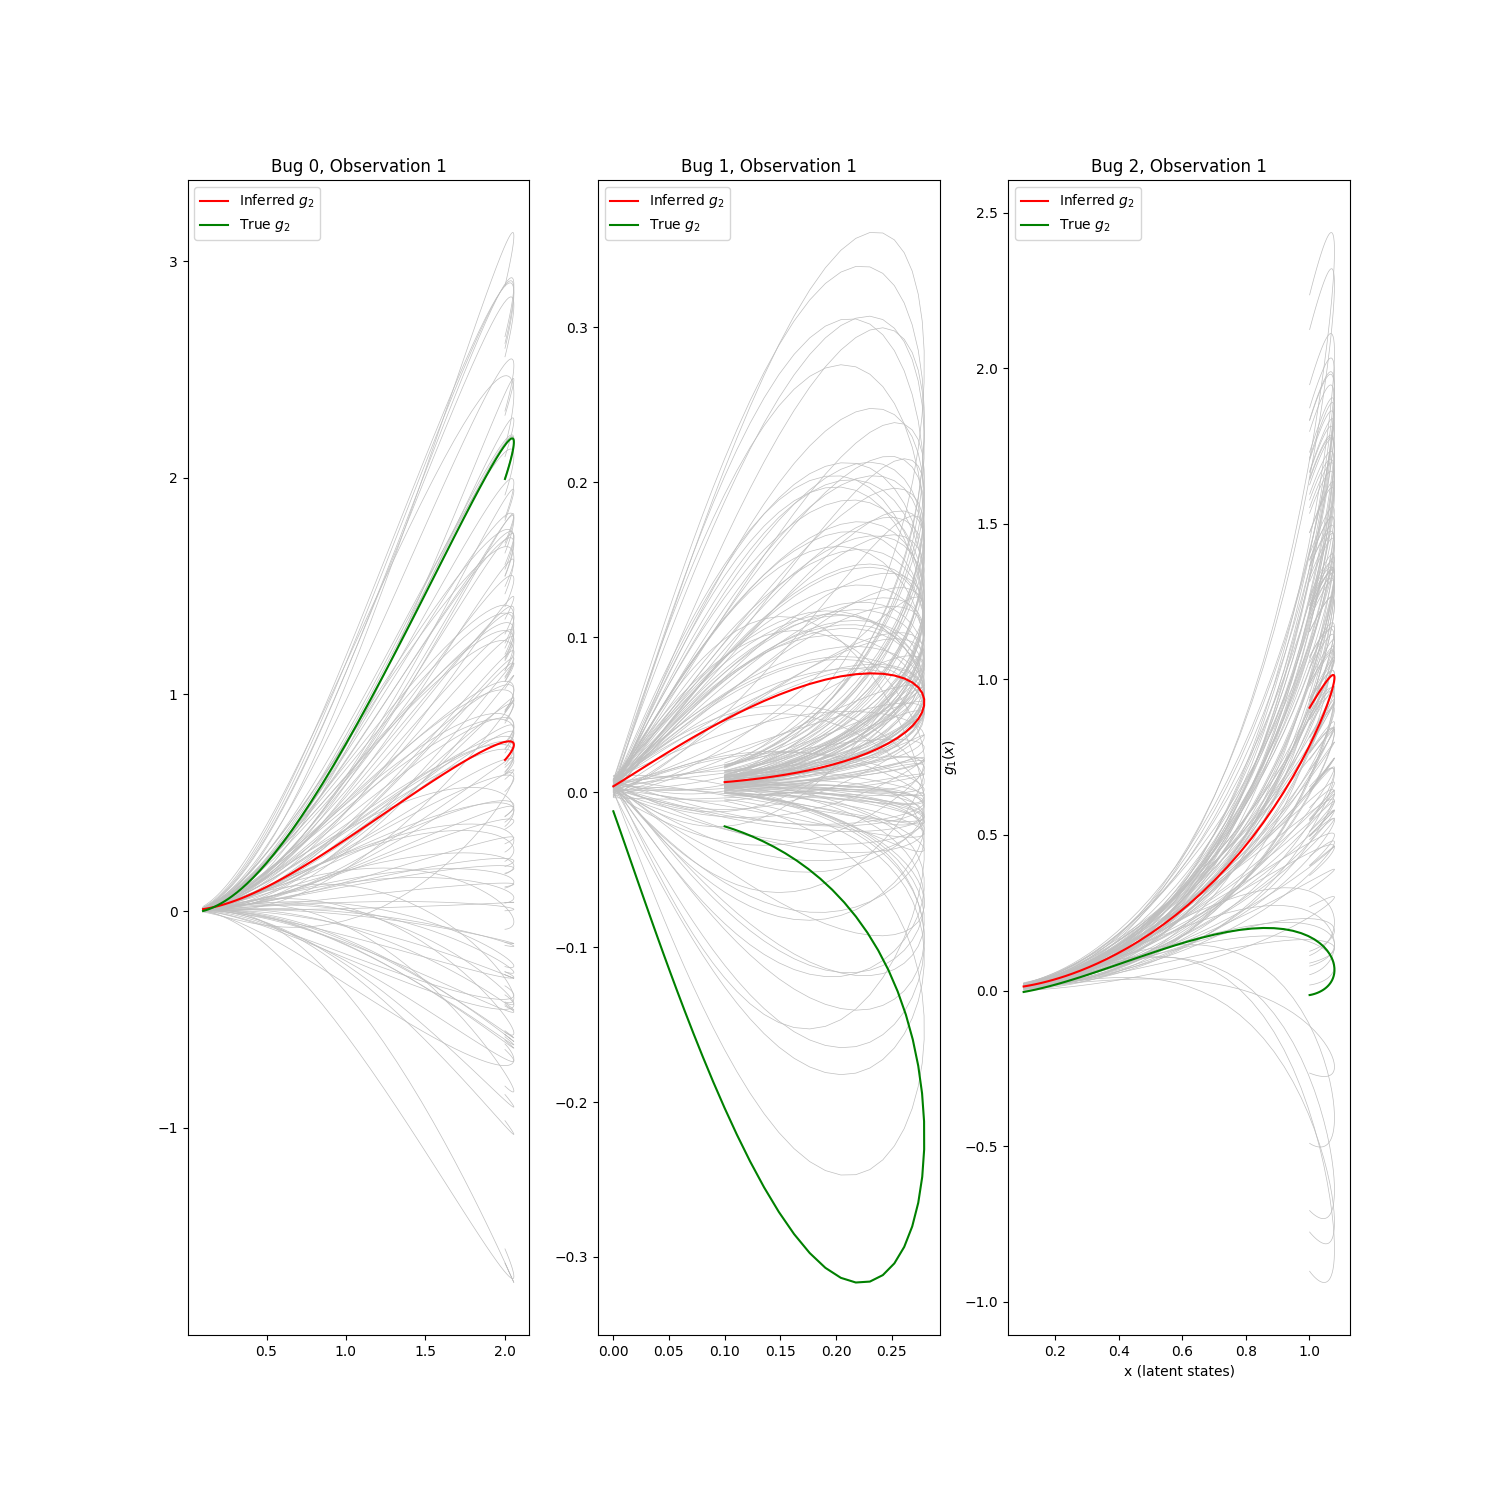 Bug 0, Observation 1
Inferred g₂
True g₂
3
2
1
0
−1
0.5 1.0 1.5 2.0
Bug 1, Observation 1
Inferred g₂
True g₂
0.3
0.2
0.1
0.0
−0.1
−0.2
−0.3
0.00 0.05 0.10 0.15 0.20 0.25
Bug 2, Observation 1
Inferred g₂
True g₂
g₁(x)
2.5
2.0
1.5
1.0
0.5
0.0
−0.5
−1.0
0.2 0.4 0.6 0.8 1.0
x (latent states)